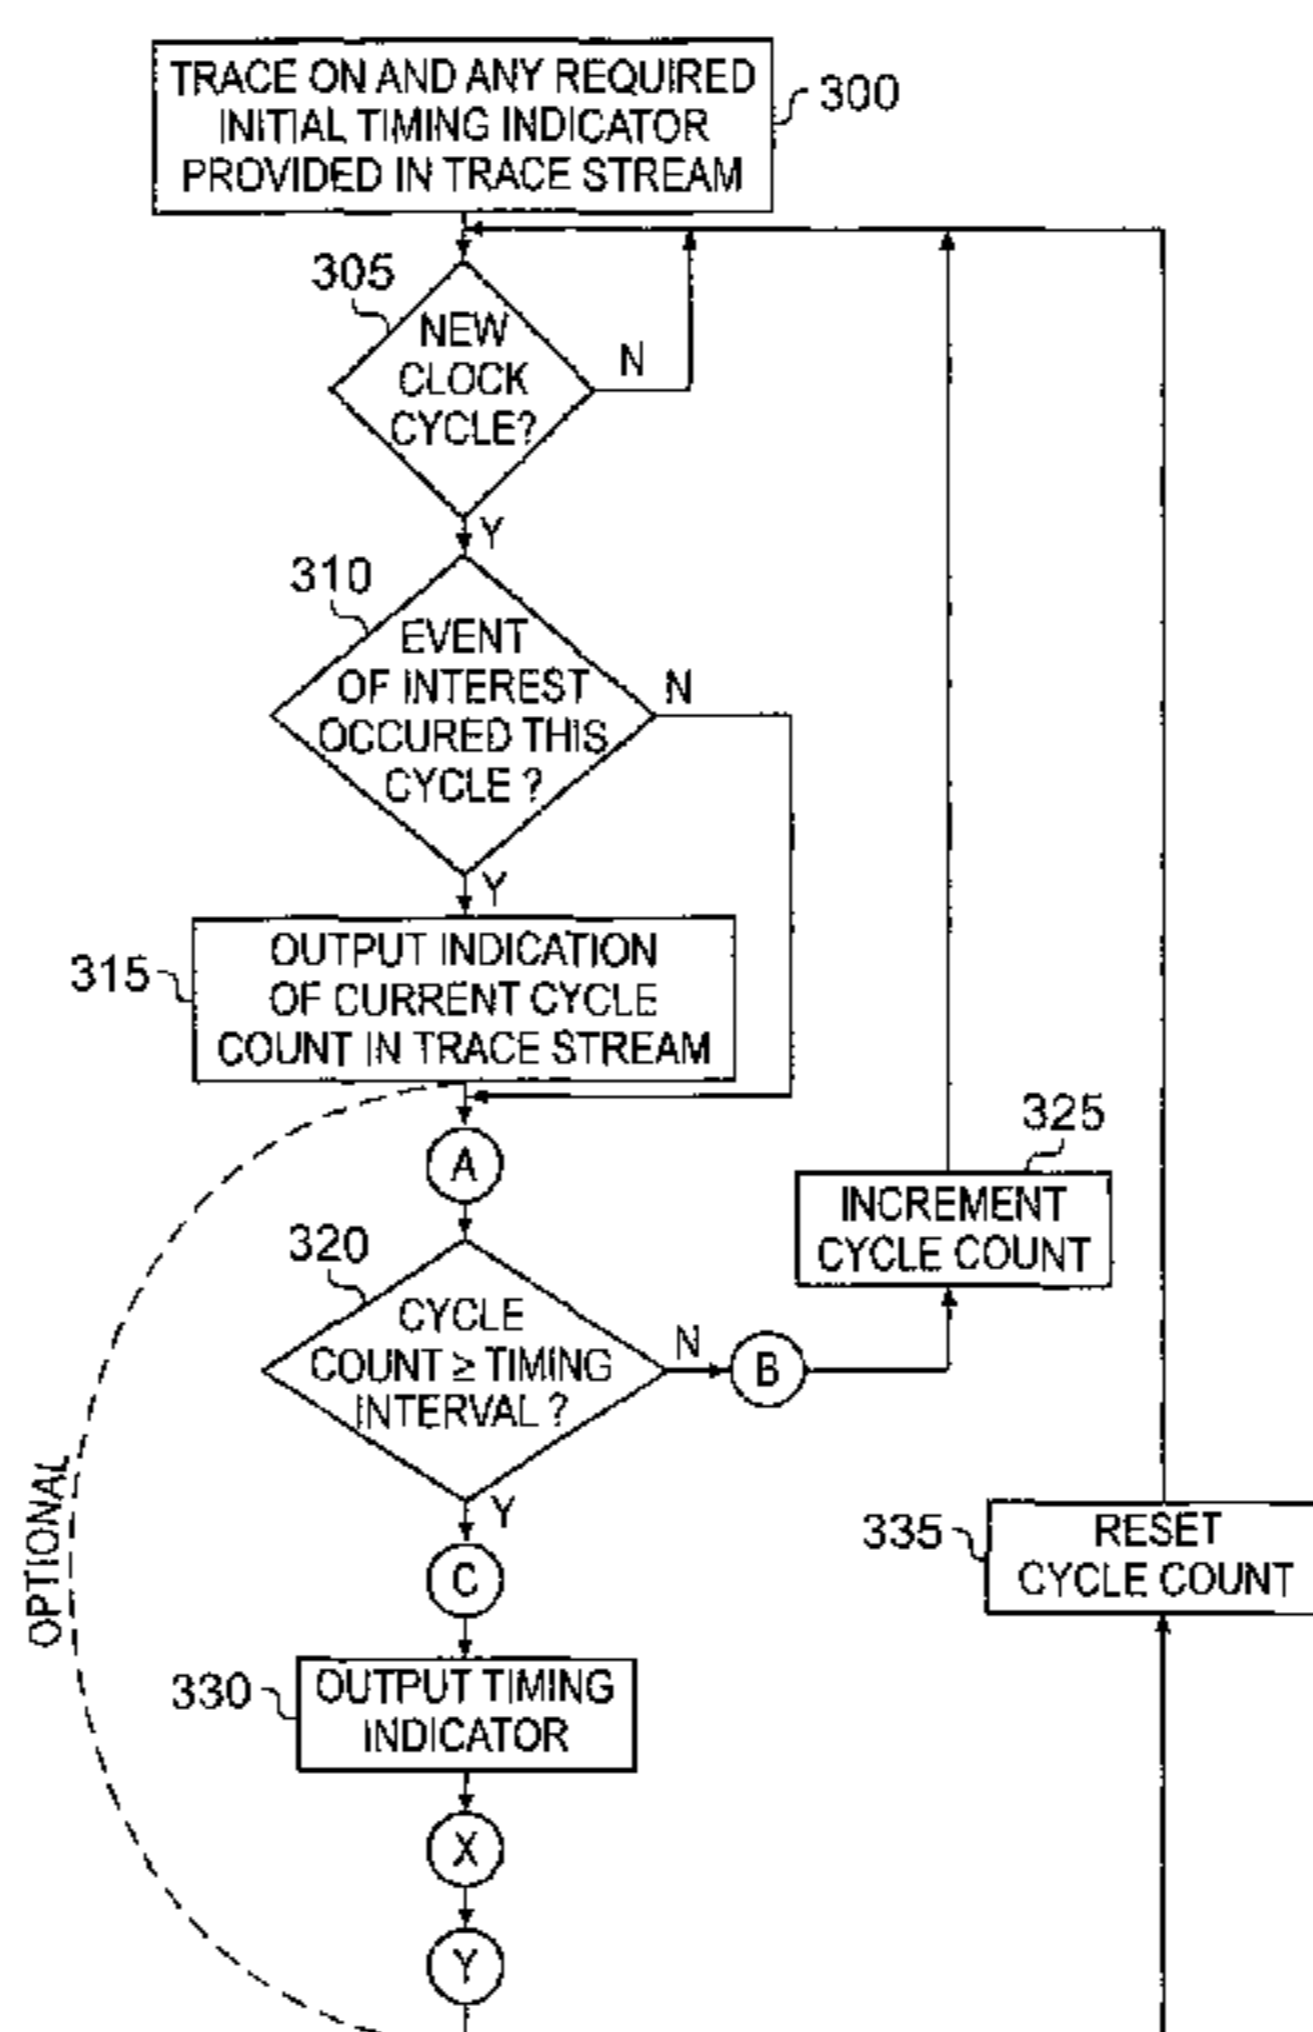 TRACE ON AND ANY REQUIRED
INITIAL TIMING INDICATOR
PROVIDED IN TRACE STREAM
300
305
NEW
CLOCK
CYCLE?
N
Y
310
EVENT
OF INTEREST
OCCURED THIS
CYCLE ?
N
Y
315
OUTPUT INDICATION
OF CURRENT CYCLE
COUNT IN TRACE STREAM
A
325
INCREMENT
CYCLE COUNT
320
CYCLE
COUNT ≥ TIMING
INTERVAL ?
N
B
Y
OPTIONAL
C
335
RESET
CYCLE COUNT
330
OUTPUT TIMING
INDICATOR
X
Y